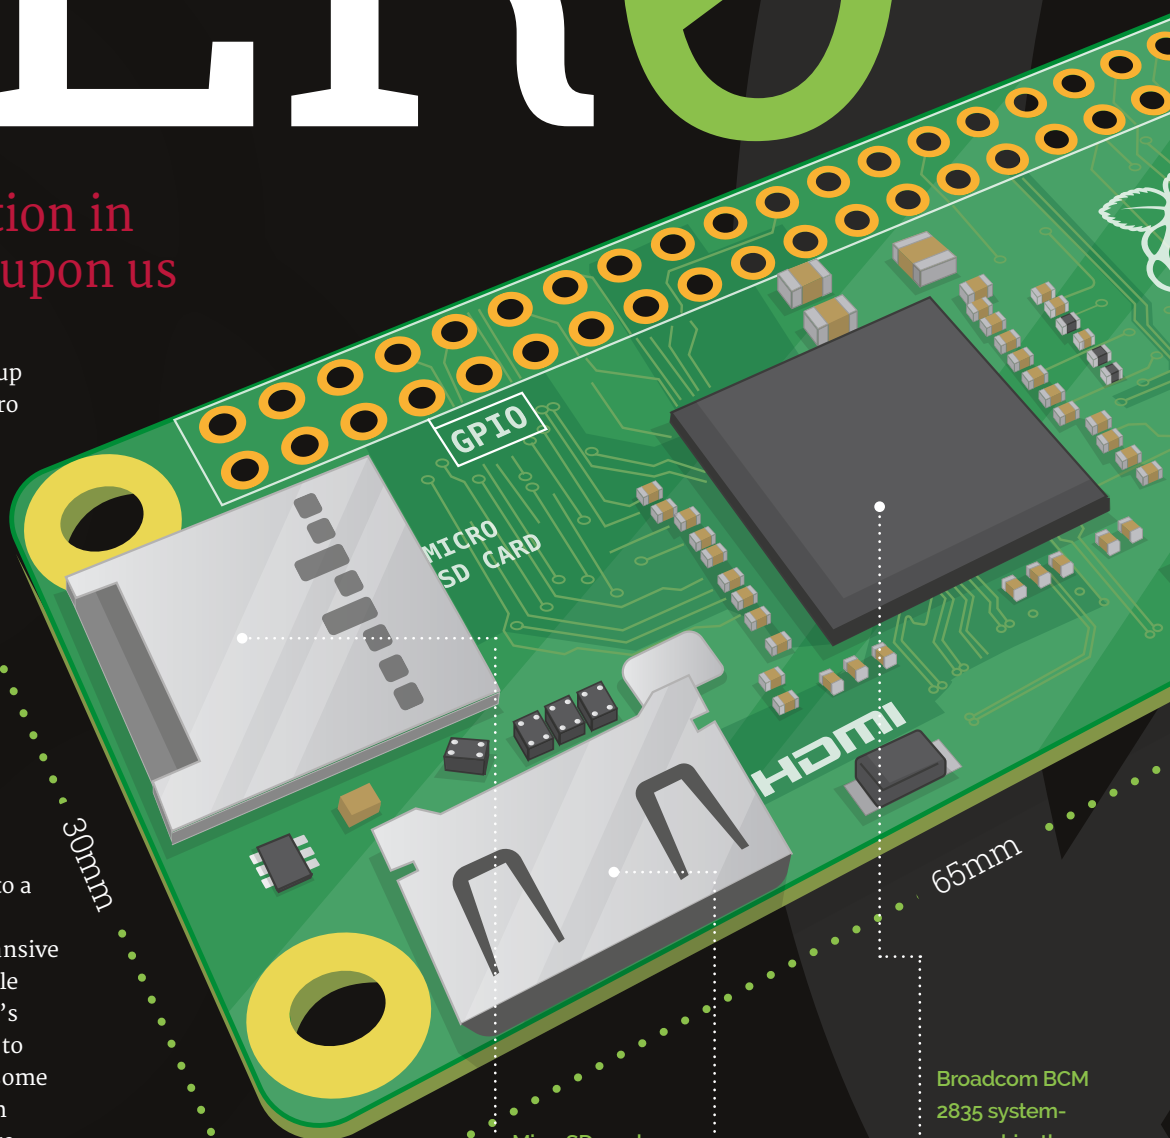 tion in
upon us
up
ro
GPIO
MICRO
SD CARD
HDMI
30mm
65mm
to a
nsive
le
's
to
ome
Broadcom BCM
2835 system-